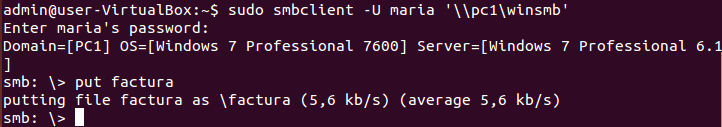 admin@user-VirtualBox:~$ sudo smbclient -U maria '\\pc1\winsmb'
Enter maria's password:
Domain=[PC1] OS=[Windows 7 Professional 7600] Server=[Windows 7 Professional 6.1
]
smb: \> put factura
putting file factura as \factura (5,6 kb/s) (average 5,6 kb/s)
smb: \>